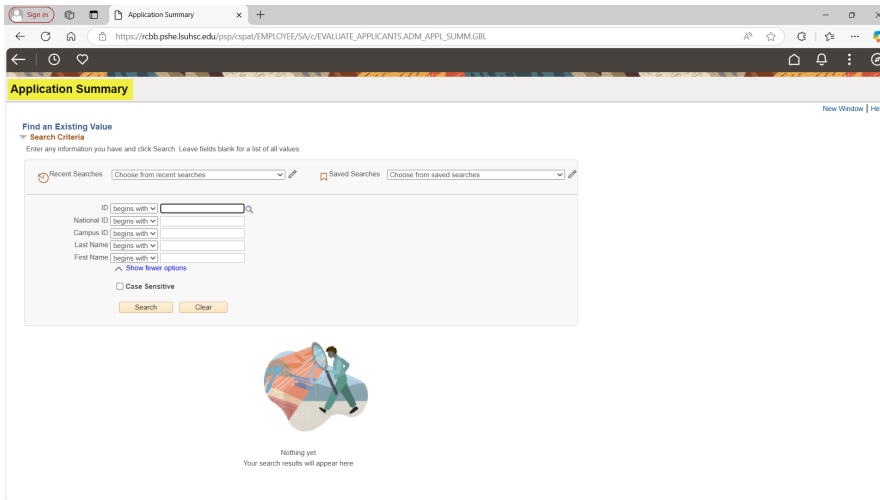 Sign in
Application Summary
https://rcbb.pshe.lsuhsc.edu/psp/cspat/EMPLOYEE/SA/c/EVALUATE_APPLICANTS.ADM_APPL_SUMM.GBL
Application Summary
New Window | He
Find an Existing Value
Search Criteria
Enter any information you have and click Search. Leave fields blank for a list of all values.
Recent Searches Choose from recent searches Saved Searches Choose from saved searches
ID begins with
National ID begins with
Campus ID begins with
Last Name begins with
First Name begins with
Show fewer options
Case Sensitive
Search Clear
Nothing yet
Your search results will appear here